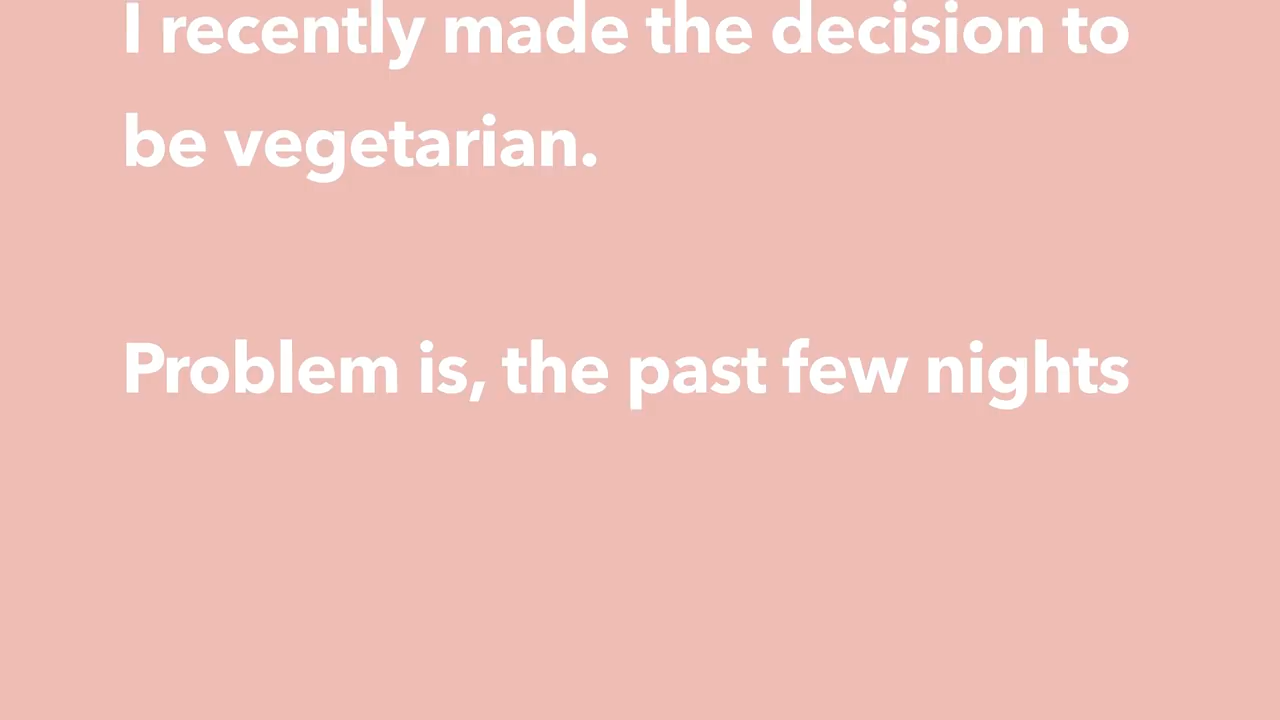 I recently made the decision to
be vegetarian.
Problem is, the past few nights